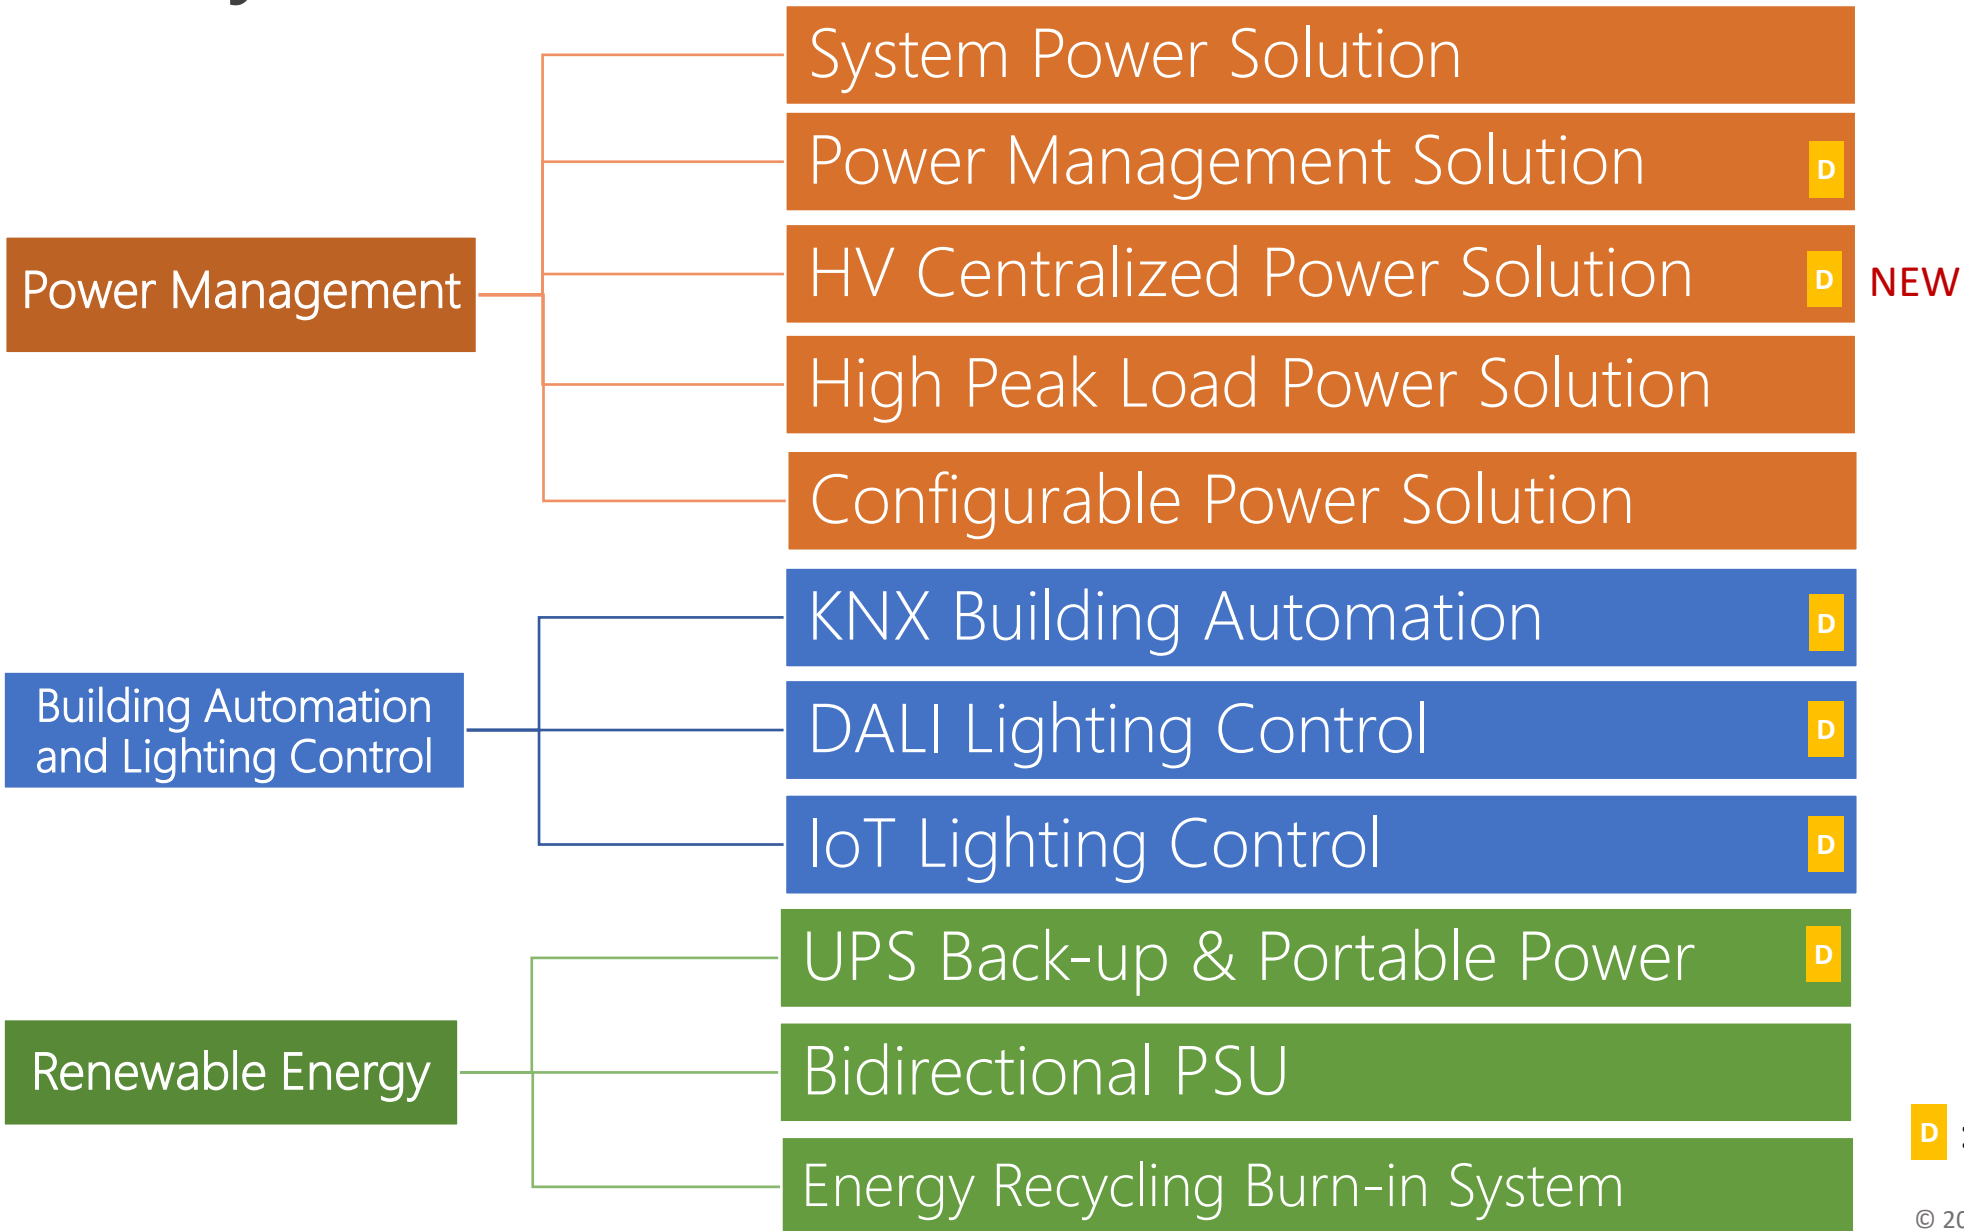 System Power Solution
Power Management Solution D
HV Centralized Power Solution D NEW
Power Management
High Peak Load Power Solution
Configurable Power Solution
KNX Building Automation D
Building Automation
and Lighting Control
DALI Lighting Control D
IoT Lighting Control D
UPS Back-up & Portable Power D
Renewable Energy
Bidirectional PSU
D :
Energy Recycling Burn-in System
© 20